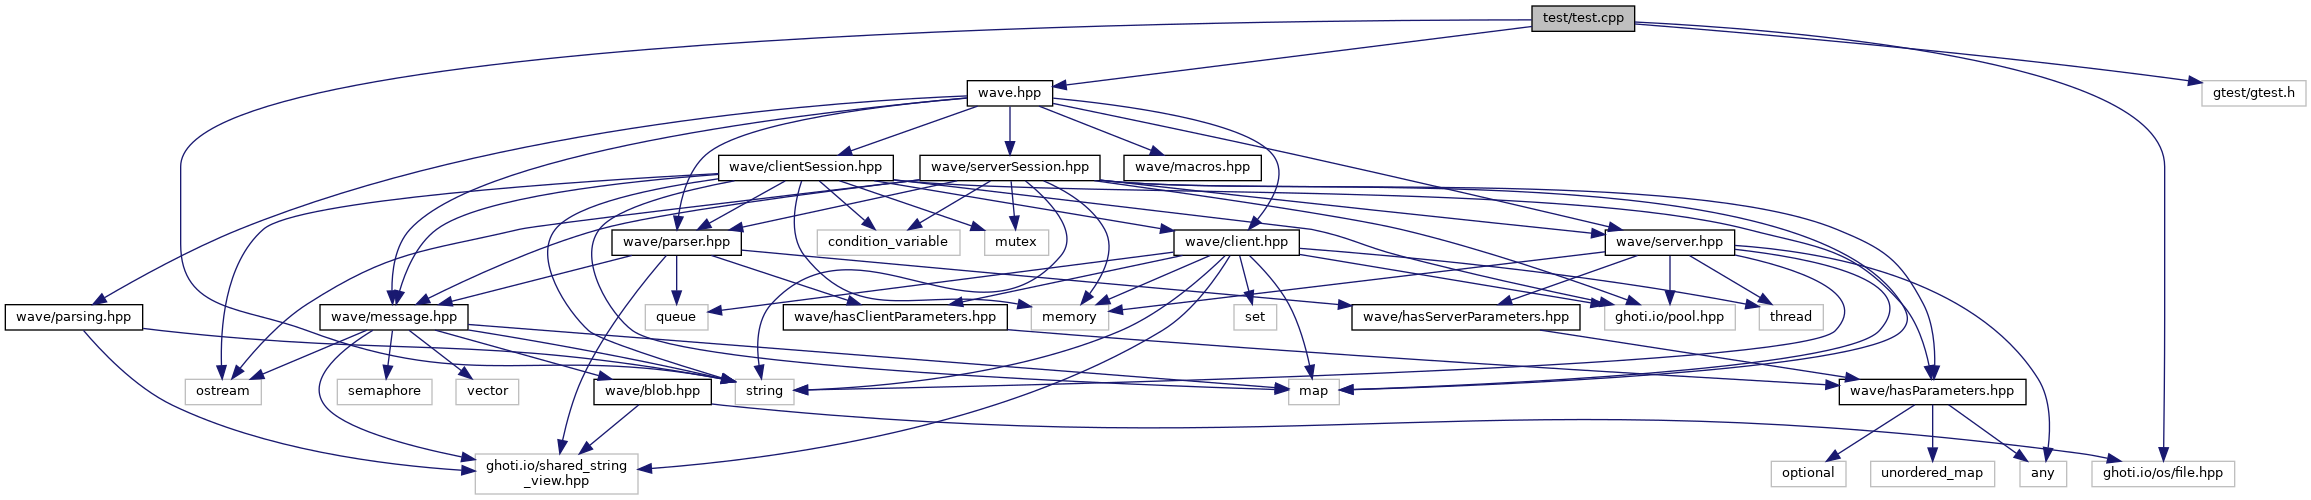 test/test.cpp
wave.hpp
gtest/gtest.h
wave/clientSession.hpp
wave/serverSession.hpp
wave/macros.hpp
wave/parser.hpp
condition_variable
mutex
wave/client.hpp
wave/server.hpp
wave/parsing.hpp
wave/message.hpp
queue
wave/hasClientParameters.hpp
memory
set
wave/hasServerParameters.hpp
ghoti.io/pool.hpp
thread
ostream
semaphore
vector
wave/blob.hpp
string
map
wave/hasParameters.hpp
ghoti.io/shared_string
_view.hpp
optional
unordered_map
any
ghoti.io/os/file.hpp